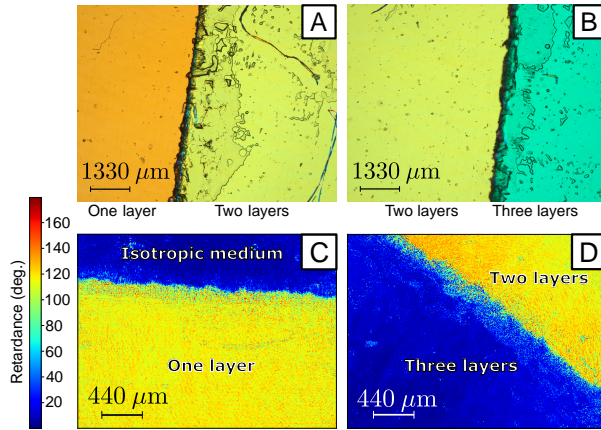 A
B
1330 μm
1330 μm
One layer
Two layers
Two layers
Three layers
Retardance (deg.)
160
140
120
100
80
60
40
20
C
Isotropic medium
One layer
440 μm
D
Two layers
Three layers
440 μm